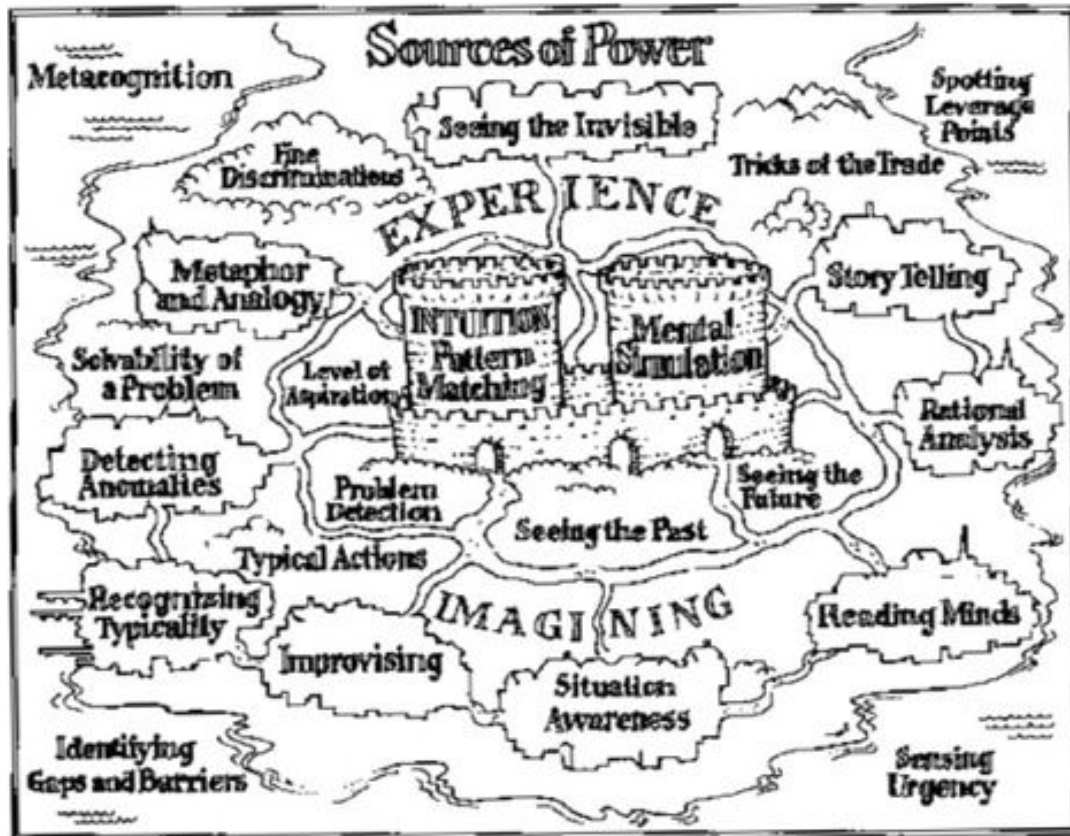 Sources of Power
Metacognition
Spotting
Leverage
Points
Seeing the Invisible
Fine
Discriminations
Tricks of the Trade
EXPERIENCE
Metaphor
and Analogy
Story Telling
INTUITION
Pattern
Matching
Mental
Simulation
Solvability of
a Problem
Level of
Aspiration
Rational
Analysis
Detecting
Anomalies
Problem
Detection
Seeing the
Future
Seeing the Past
Typical Actions
Recognizing
Typicality
IMAGINING
Reading Minds
Improvising
Situation
Awareness
Identifying
Gaps and Barriers
Sensing
Urgency